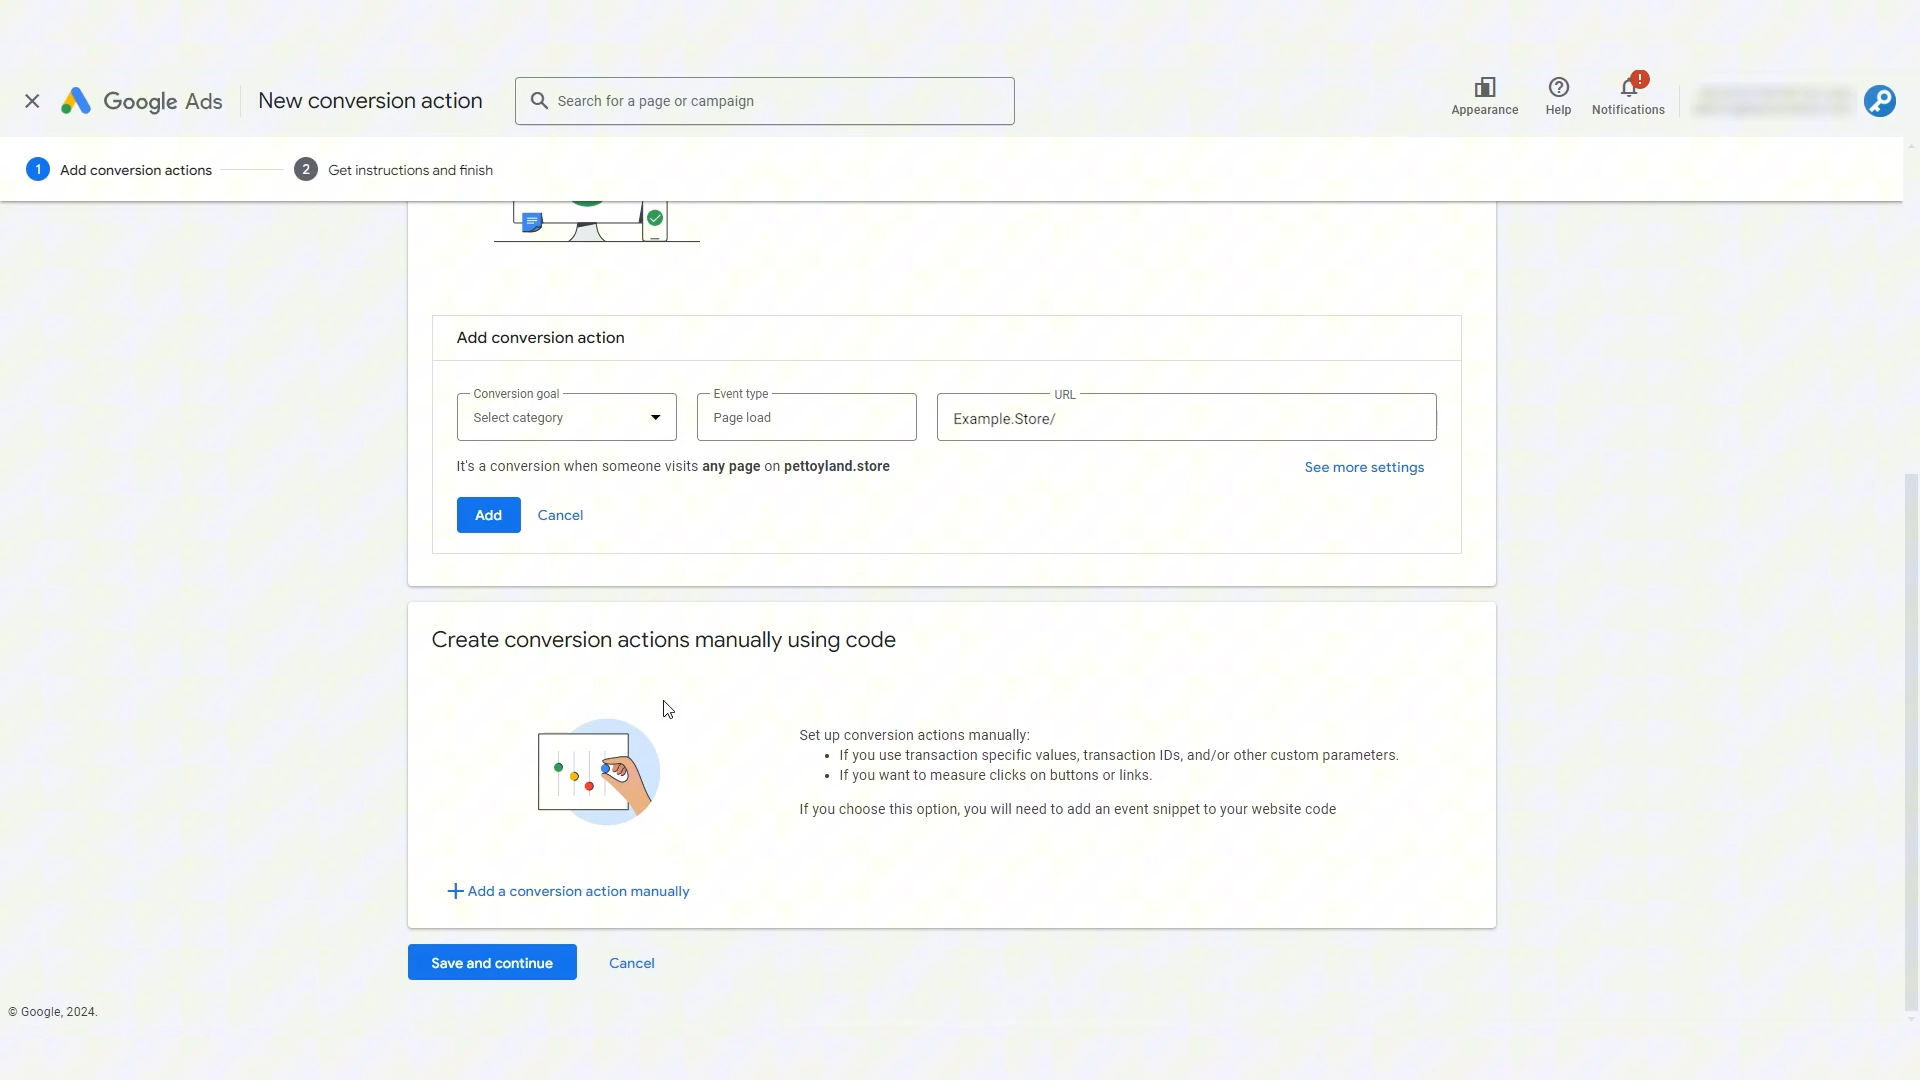 Google Ads
New conversion action
Search for a page or campaign
Appearance
Help
!
Notifications
1 Add conversion actions
2 Get instructions and finish
Add conversion action
Conversion goal
Select category
Event type
Page load
URL
Example.Store/
It's a conversion when someone visits any page on pettoyland.store
See more settings
Add
Cancel
Create conversion actions manually using code
Set up conversion actions manually:
• If you use transaction specific values, transaction IDs, and/or other custom parameters.
• If you want to measure clicks on buttons or links.
If you choose this option, you will need to add an event snippet to your website code
+ Add a conversion action manually
Save and continue
Cancel
© Google, 2024.